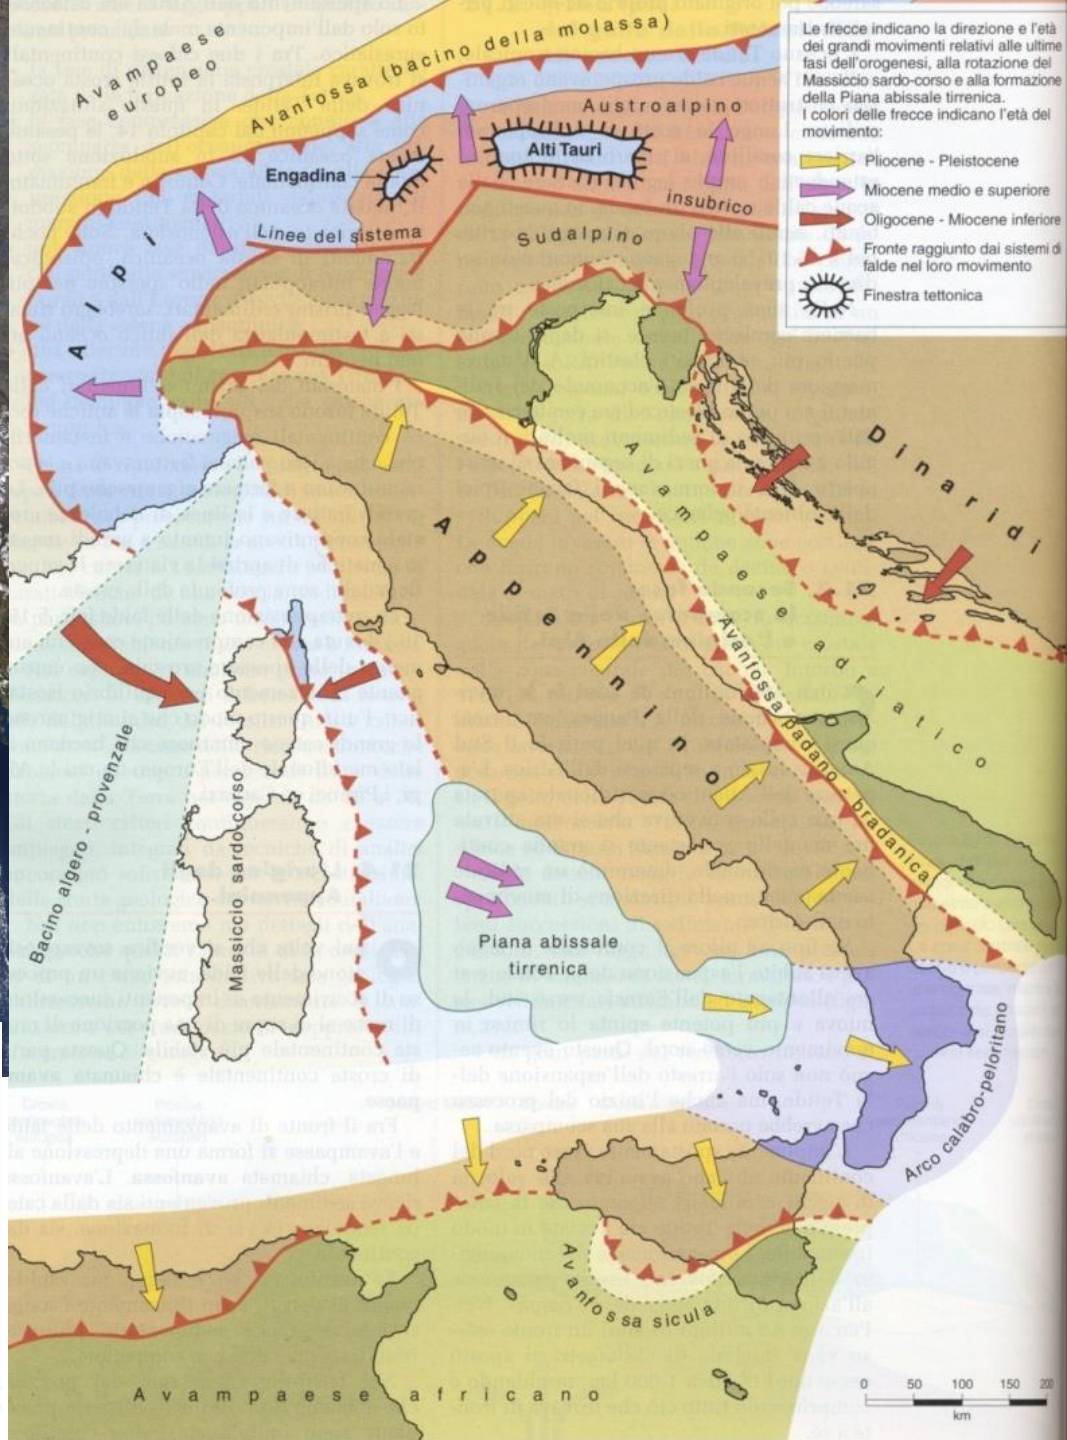 Avampaese
europeo
Avanfossa (bacino della molassa)
Le frecce indicano la direzione e l'età
dei grandi movimenti relativi alle ultime
fasi dell'orogenesi, alla rotazione del
Massiccio sardo-corso e alla formazione
della Piana abissale tirrenica.
I colori delle frecce indicano l'età del
movimento:
Pliocene - Pleistocene
Miocene medio e superiore
Oligocene - Miocene inferiore
Fronte raggiunto dai sistemi di
falde nel loro movimento
Finestra tettonica
Austroalpino
Alti Tauri
Engadina
insubrico
Linee del sistema
Sudalpino
Alpi
Dinaridi
Appennino
Avampaese adriatico
Avanfossa padano - bradanica
Bacino algero - provenzale
Massiccio sardo-corso
Piana abissale
tirrenica
Arco calabro-peloritano
Avanfossa sicula
Avampaese africano
0 50 100 150 200
km